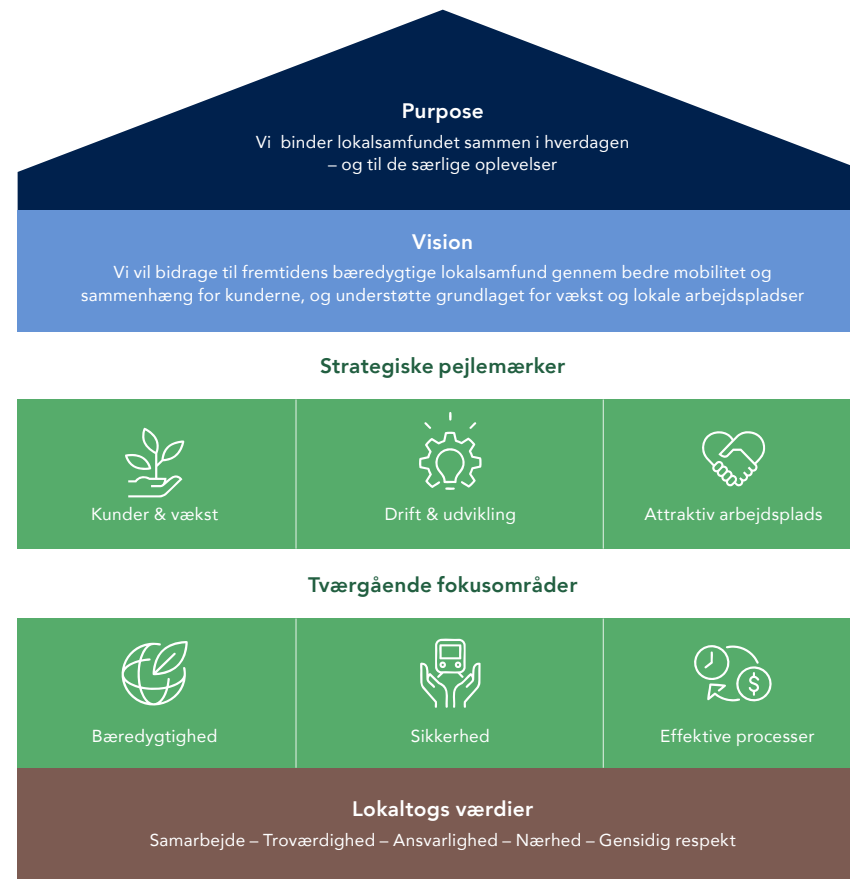 Purpose
Vi binder lokalsamfundet sammen i hverdagen
– og til de særlige oplevelser
Vision
Vi vil bidrage til fremtidens bæredygtige lokalsamfund gennem bedre mobilitet og
sammenhæng for kunderne, og understøtte grundlaget for vækst og lokale arbejdspladser
Strategiske pejlemærker
Kunder & vækst
Drift & udvikling
Attraktiv arbejdsplads
Tværgående fokusområder
$
Bæredygtighed
Sikkerhed
Effektive processer
Lokaltogs værdier
Samarbejde – Troværdighed – Ansvarlighed – Nærhed – Gensidig respekt